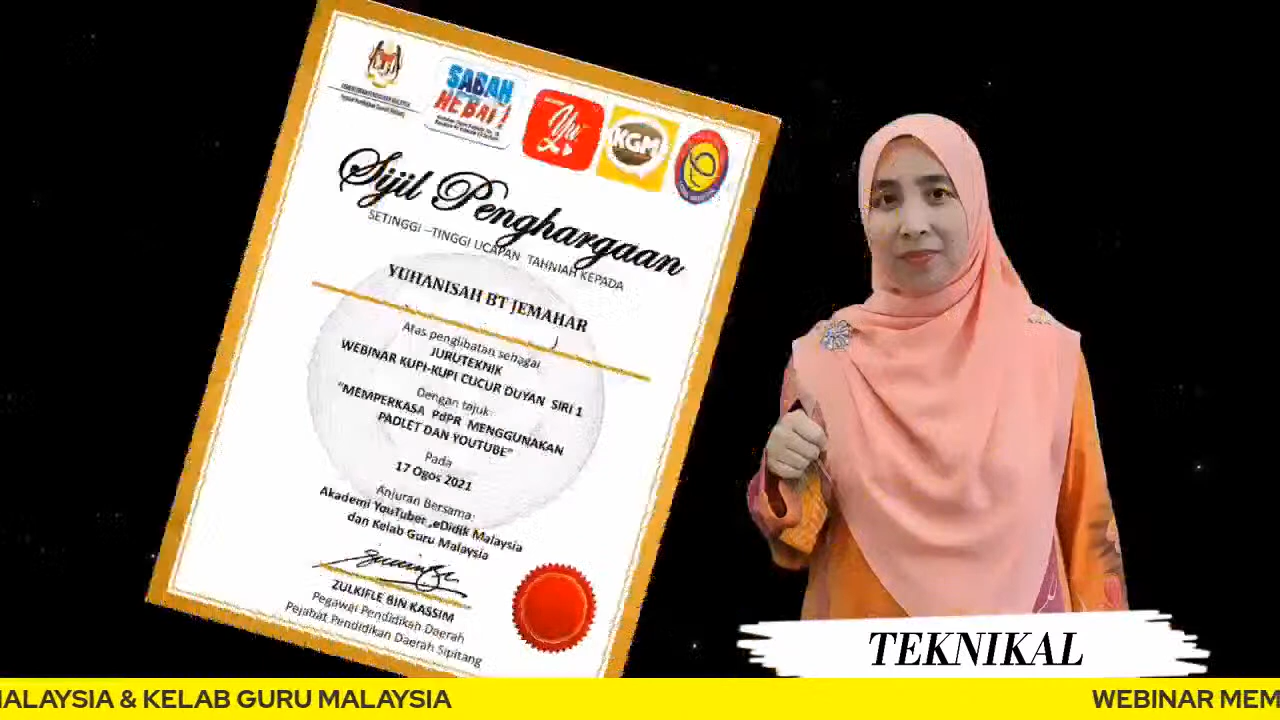 SABAH
HEBAT!
Yu
KGM
Sijil Penghargaan
SETINGGI –TINGGI UCAPAN TAHNIAH KEPADA
YUHANISAH BT JEMAHAR
Atas penglibatan sebagai
JURUTEKNIK
WEBINAR KUPI-KUPI CUCUR DUYAN SIRI 1
Dengan tajuk:
"MEMPERKASA PdPR MENGGUNAKAN
PADLET DAN YOUTUBE"
Pada
17 Ogos 2021
Anjuran Bersama:
Akademi YouTuber ,eDidik Malaysia
dan Kelab Guru Malaysia
ZULKIFLE BIN KASSIM
Pegawai Pendidikan Daerah
Pejabat Pendidikan Daerah Sipitang
TEKNIKAL
MALAYSIA & KELAB GURU MALAYSIA
WEBINAR MEM